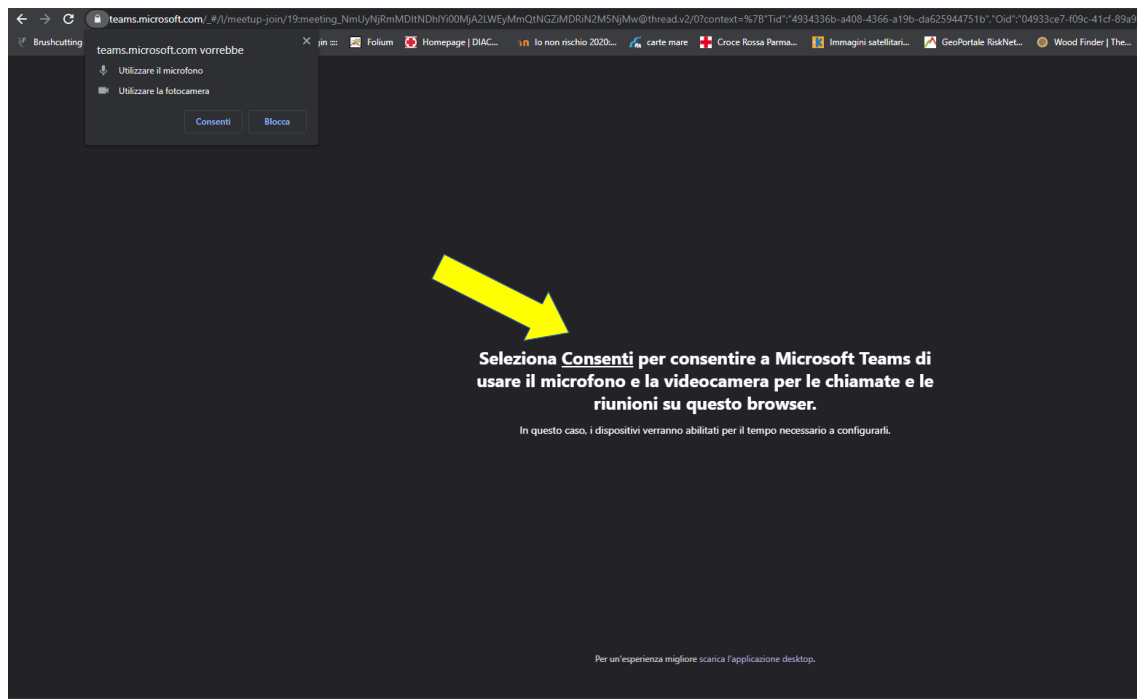 teams.microsoft.com/_#/l/meetup-join/19:meeting_NmUyNjRmMDItNDhlYi00MjA2LWEyMmQtNGZiMDRiN2M5NjMw@thread.v2/0?context=%7B"Tid":"4934336b-a408-4366-a19b-da625944751b","Oid":"04933ce7-f09c-41cf-89a9
Brushcutting
gin ::::
Folium
Homepage | DIAC...
Io non rischio 2020:...
carte mare
Croce Rossa Parma...
Immagini satellitari...
GeoPortale RiskNet...
Wood Finder | The...
teams.microsoft.com vorrebbe
Utilizzare il microfono
Utilizzare la fotocamera
Consenti Blocca
Seleziona Consenti per consentire a Microsoft Teams di
usare il microfono e la videocamera per le chiamate e le
riunioni su questo browser.
In questo caso, i dispositivi verranno abilitati per il tempo necessario a configurarli.
Per un'esperienza migliore scarica l'applicazione desktop.